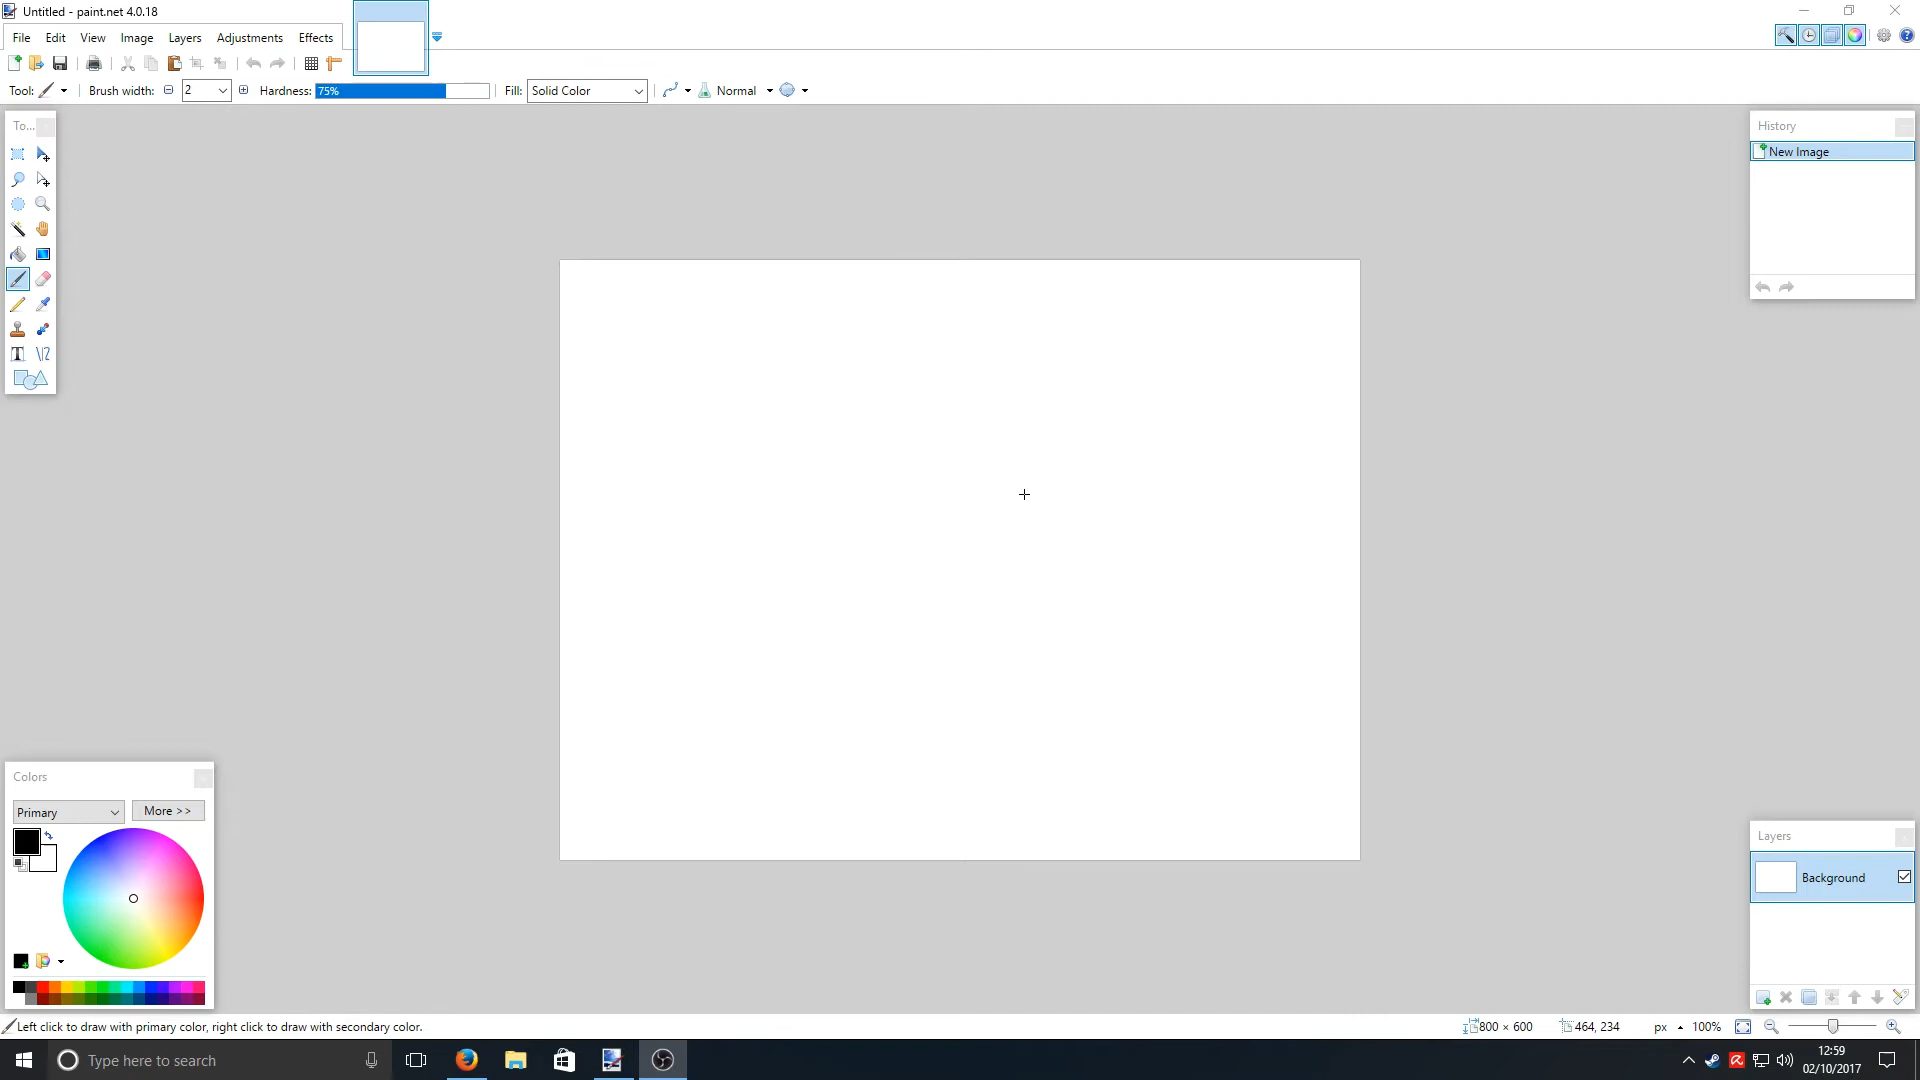 Untitled - paint.net 4.0.18
File Edit View Image Layers Adjustments Effects
Tool: Brush width: 2 Hardness: 75% Fill: Solid Color Normal
To...
History
New Image
Colors
Primary More >>
Layers
Background
Left click to draw with primary color, right click to draw with secondary color.
800 × 600 464, 234 px 100%
Type here to search
12:59
02/10/2017